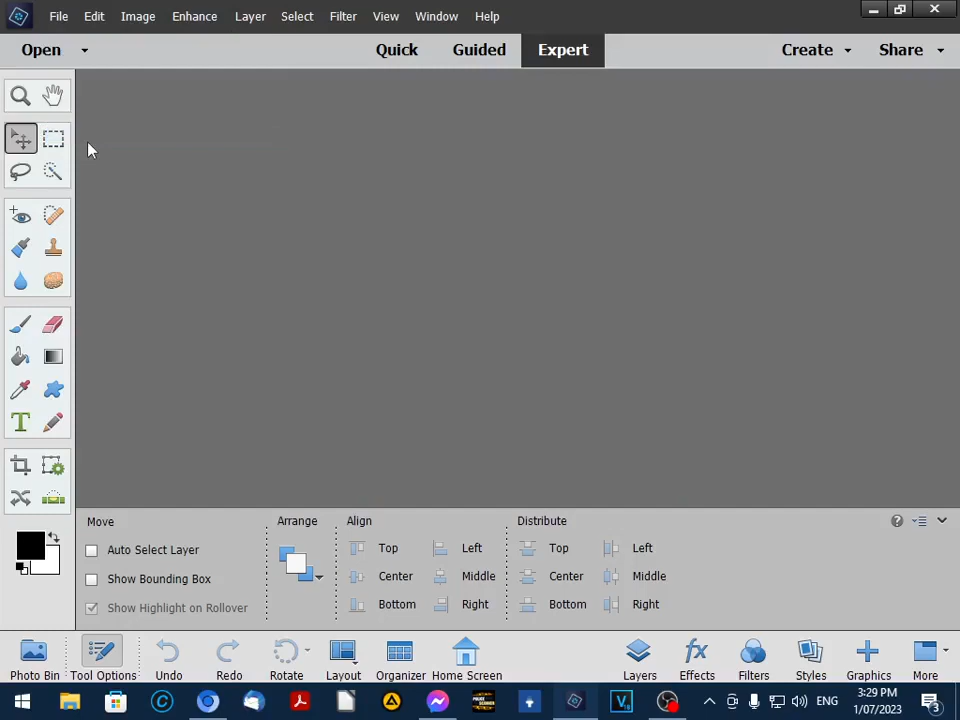 File Edit Image Enhance Layer Select Filter View Window Help
Open Quick Guided Expert Create Share
T
Move Arrange Align Distribute
Auto Select Layer Top Left Top Left
Show Bounding Box Center Middle Center Middle
Show Highlight on Rollover Bottom Right Bottom Right
fx
Photo Bin Tool Options Undo Redo Rotate Layout Organizer Home Screen Layers Effects Filters Styles Graphics More
ENG 3:29 PM
1/07/2023 3